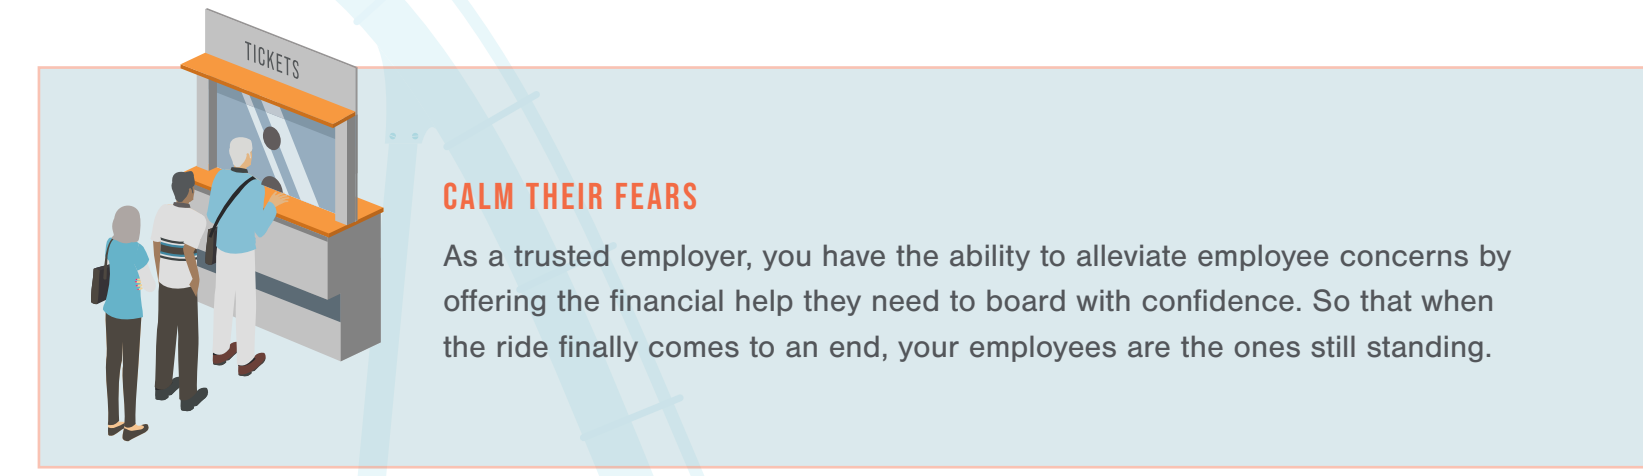 TICKETS
CALM THEIR FEARS
As a trusted employer, you have the ability to alleviate employee concerns by
offering the financial help they need to board with confidence. So that when
the ride finally comes to an end, your employees are the ones still standing.